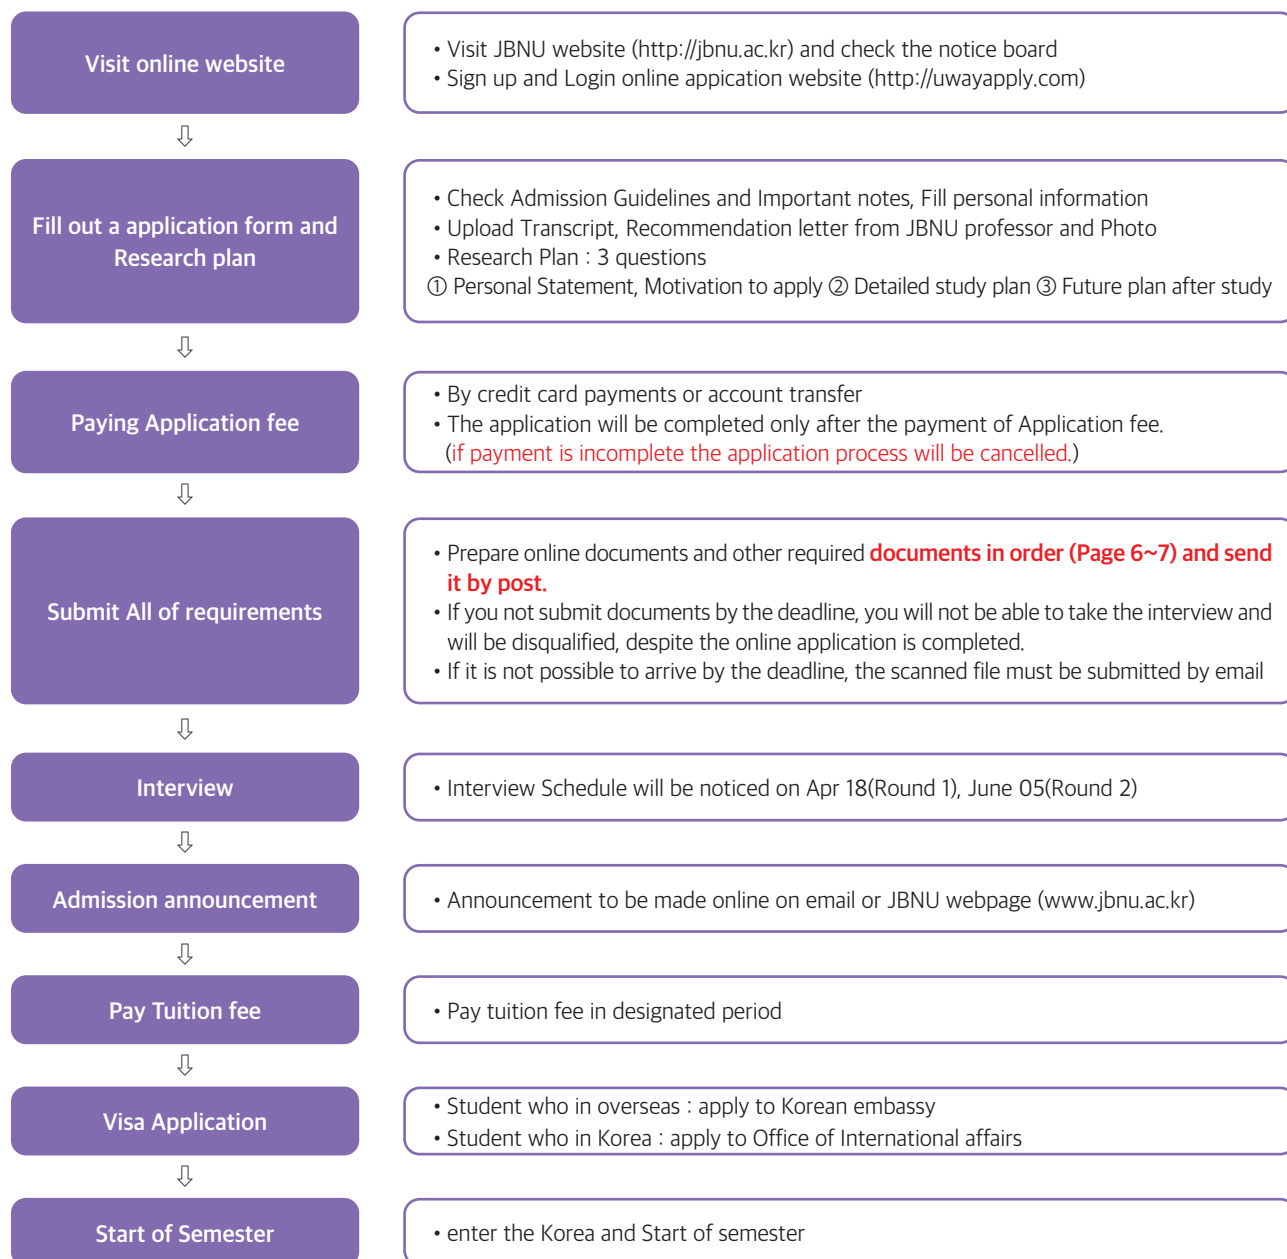 Visit online website
• Visit JBNU website (http://jbnu.ac.kr) and check the notice board
• Sign up and Login online appication website (http://uwayapply.com)
⇩
Fill out a application form and
Research plan
• Check Admission Guidelines and Important notes, Fill personal information
• Upload Transcript, Recommendation letter from JBNU professor and Photo
• Research Plan : 3 questions
① Personal Statement, Motivation to apply ② Detailed study plan ③ Future plan after study
⇩
Paying Application fee
• By credit card payments or account transfer
• The application will be completed only after the payment of Application fee.
(if payment is incomplete the application process will be cancelled.)
⇩
Submit All of requirements
• Prepare online documents and other required documents in order (Page 6~7) and send
it by post.
• If you not submit documents by the deadline, you will not be able to take the interview and
will be disqualified, despite the online application is completed.
• If it is not possible to arrive by the deadline, the scanned file must be submitted by email
⇩
Interview
• Interview Schedule will be noticed on Apr 18(Round 1), June 05(Round 2)
⇩
Admission announcement
• Announcement to be made online on email or JBNU webpage (www.jbnu.ac.kr)
⇩
Pay Tuition fee
• Pay tuition fee in designated period
⇩
Visa Application
• Student who in overseas : apply to Korean embassy
• Student who in Korea : apply to Office of International affairs
⇩
Start of Semester
• enter the Korea and Start of semester